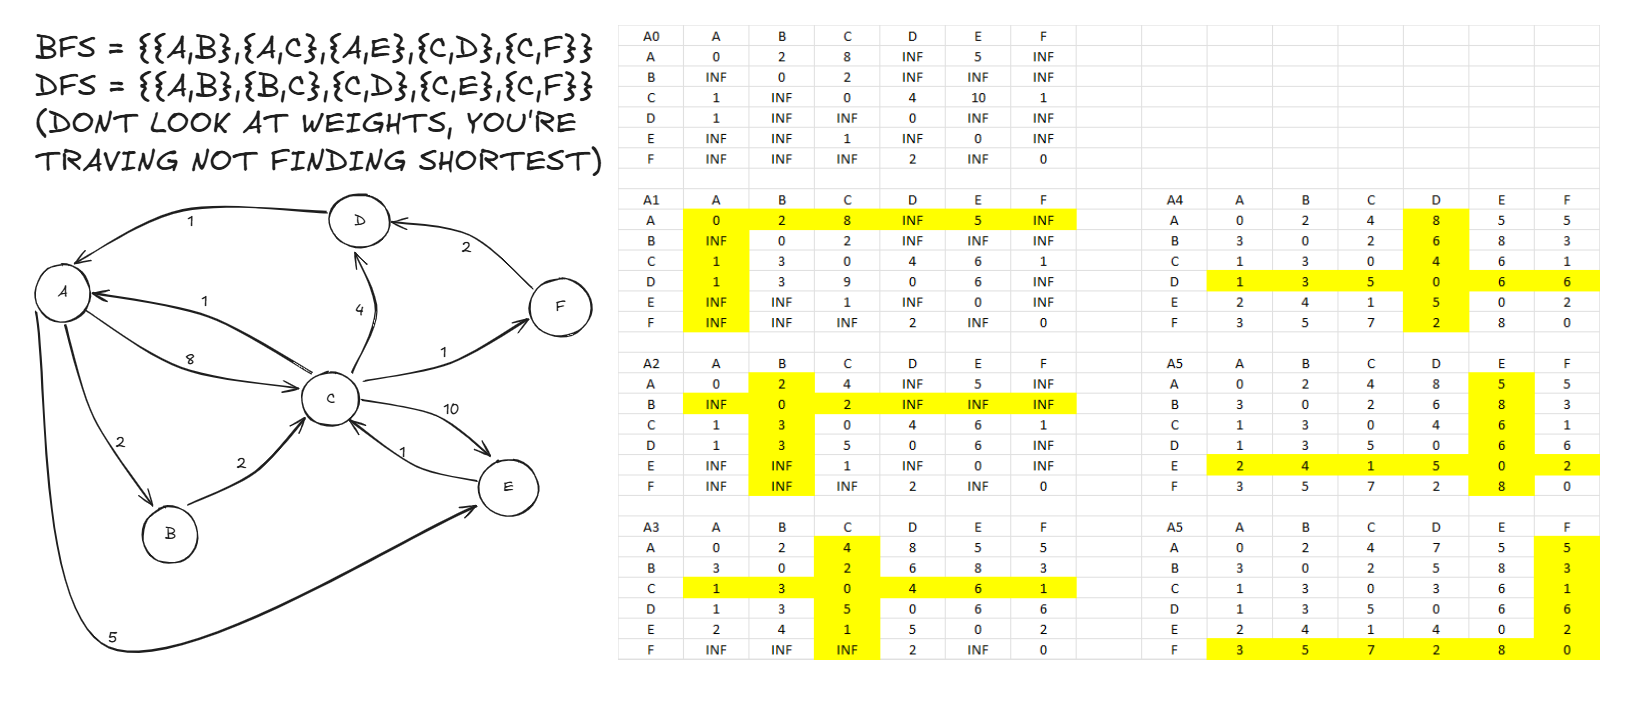 BFS = {{A,B},{A,C},{A,E},{C,D},{C,F}}
DFS = {{A,B},{B,C},{C,D},{C,E},{C,F}}
(DONT LOOK AT WEIGHTS, YOU'RE
TRAVING NOT FINDING SHORTEST)
D
1
2
A
F
1
4
8
1
C
10
2
2
1
E
B
5
A0 A B C D E F
A 0 2 8 INF 5 INF
B INF 0 2 INF INF INF
C 1 INF 0 4 10 1
D 1 INF INF 0 INF INF
E INF INF 1 INF 0 INF
F INF INF INF 2 INF 0
A1 A B C D E F
A 0 2 8 INF 5 INF
B INF 0 2 INF INF INF
C 1 3 0 4 6 1
D 1 3 9 0 6 INF
E INF INF 1 INF 0 INF
F INF INF INF 2 INF 0
A2 A B C D E F
A 0 2 4 INF 5 INF
B INF 0 2 INF INF INF
C 1 3 0 4 6 1
D 1 3 5 0 6 INF
E INF INF 1 INF 0 INF
F INF INF INF 2 INF 0
A3 A B C D E F
A 0 2 4 8 5 5
B 3 0 2 6 8 3
C 1 3 0 4 6 1
D 1 3 5 0 6 6
E 2 4 1 5 0 2
F INF INF INF 2 INF 0
A4 A B C D E F
A 0 2 4 8 5 5
B 3 0 2 6 8 3
C 1 3 0 4 6 1
D 1 3 5 0 6 6
E 2 4 1 5 0 2
F 3 5 7 2 8 0
A5 A B C D E F
A 0 2 4 8 5 5
B 3 0 2 6 8 3
C 1 3 0 4 6 1
D 1 3 5 0 6 6
E 2 4 1 5 0 2
F 3 5 7 2 8 0
A5 A B C D E F
A 0 2 4 7 5 5
B 3 0 2 5 8 3
C 1 3 0 3 6 1
D 1 3 5 0 6 6
E 2 4 1 4 0 2
F 3 5 7 2 8 0